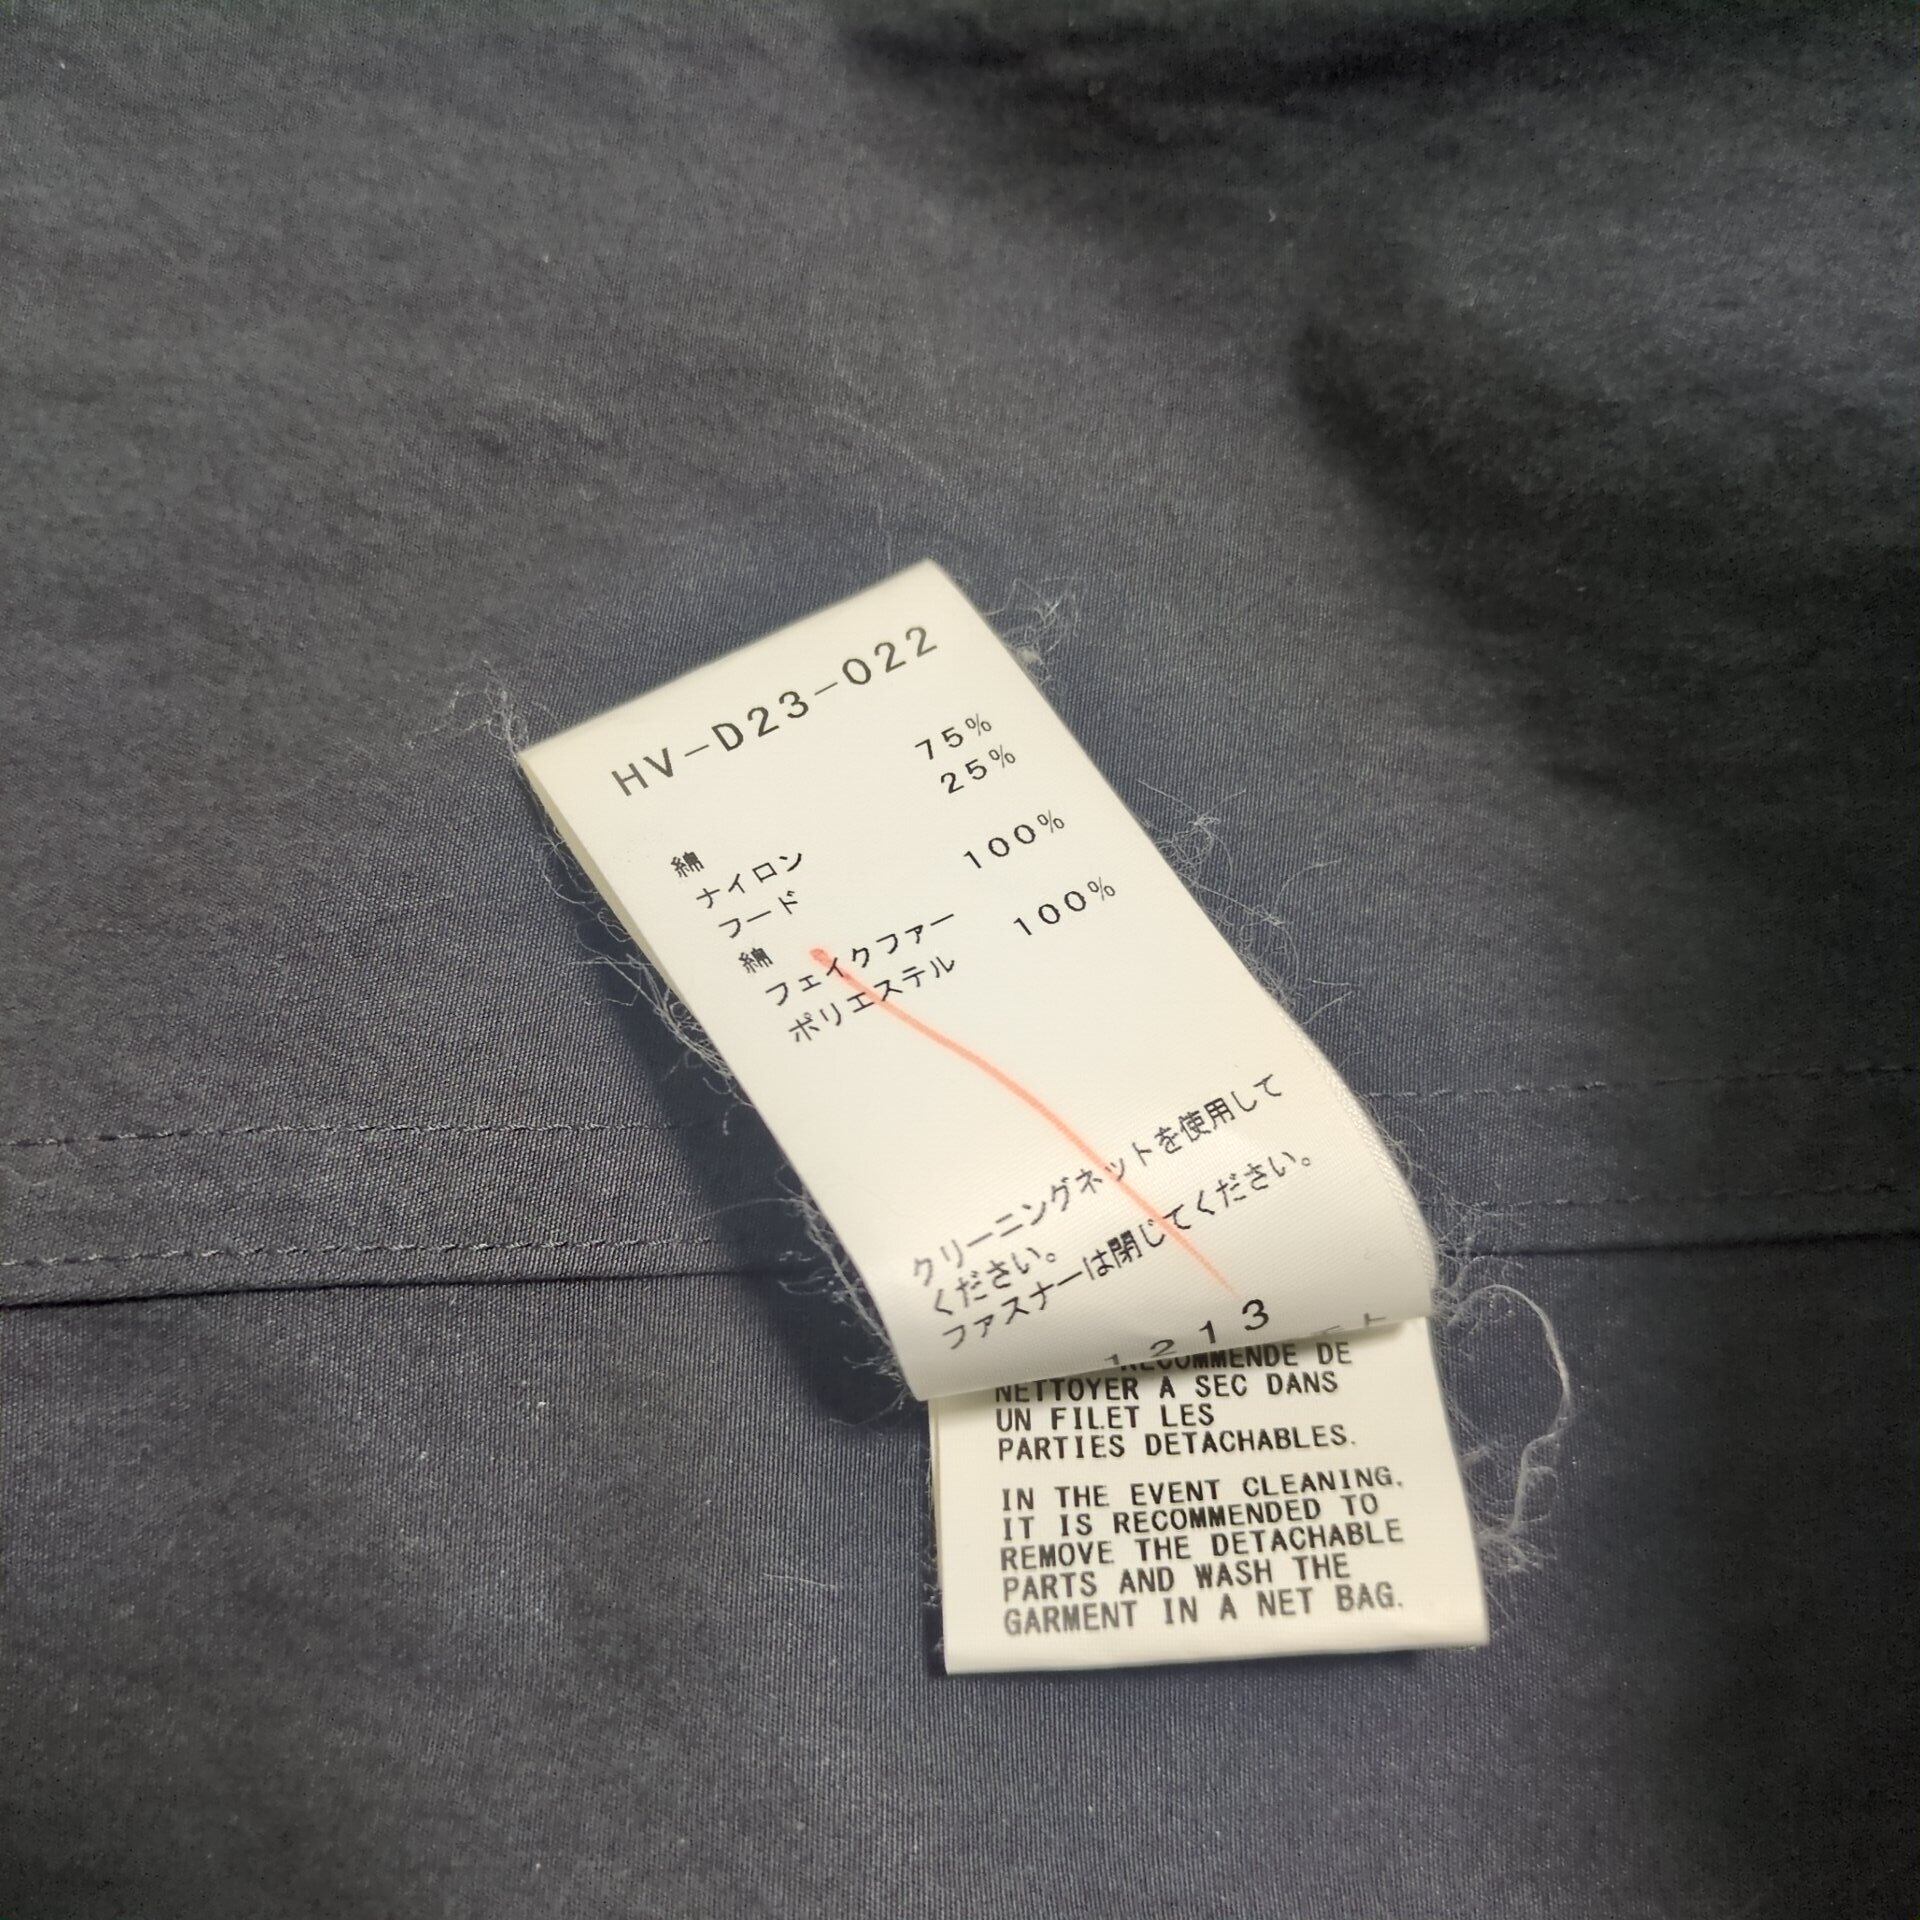 HV-D23-022
綿 75%
ナイロン 25%
フード
綿 100%
フェイクファー
ポリエステル 100%
クリーニングネットを使用して
ください。
ファスナーは閉じてください。
1213
RECOMMENDE DE
NETTOYER A SEC DANS
UN FILET LES
PARTIES DETACHABLES.
IN THE EVENT CLEANING,
IT IS RECOMMENDED TO
REMOVE THE DETACHABLE
PARTS AND WASH THE
GARMENT IN A NET BAG.